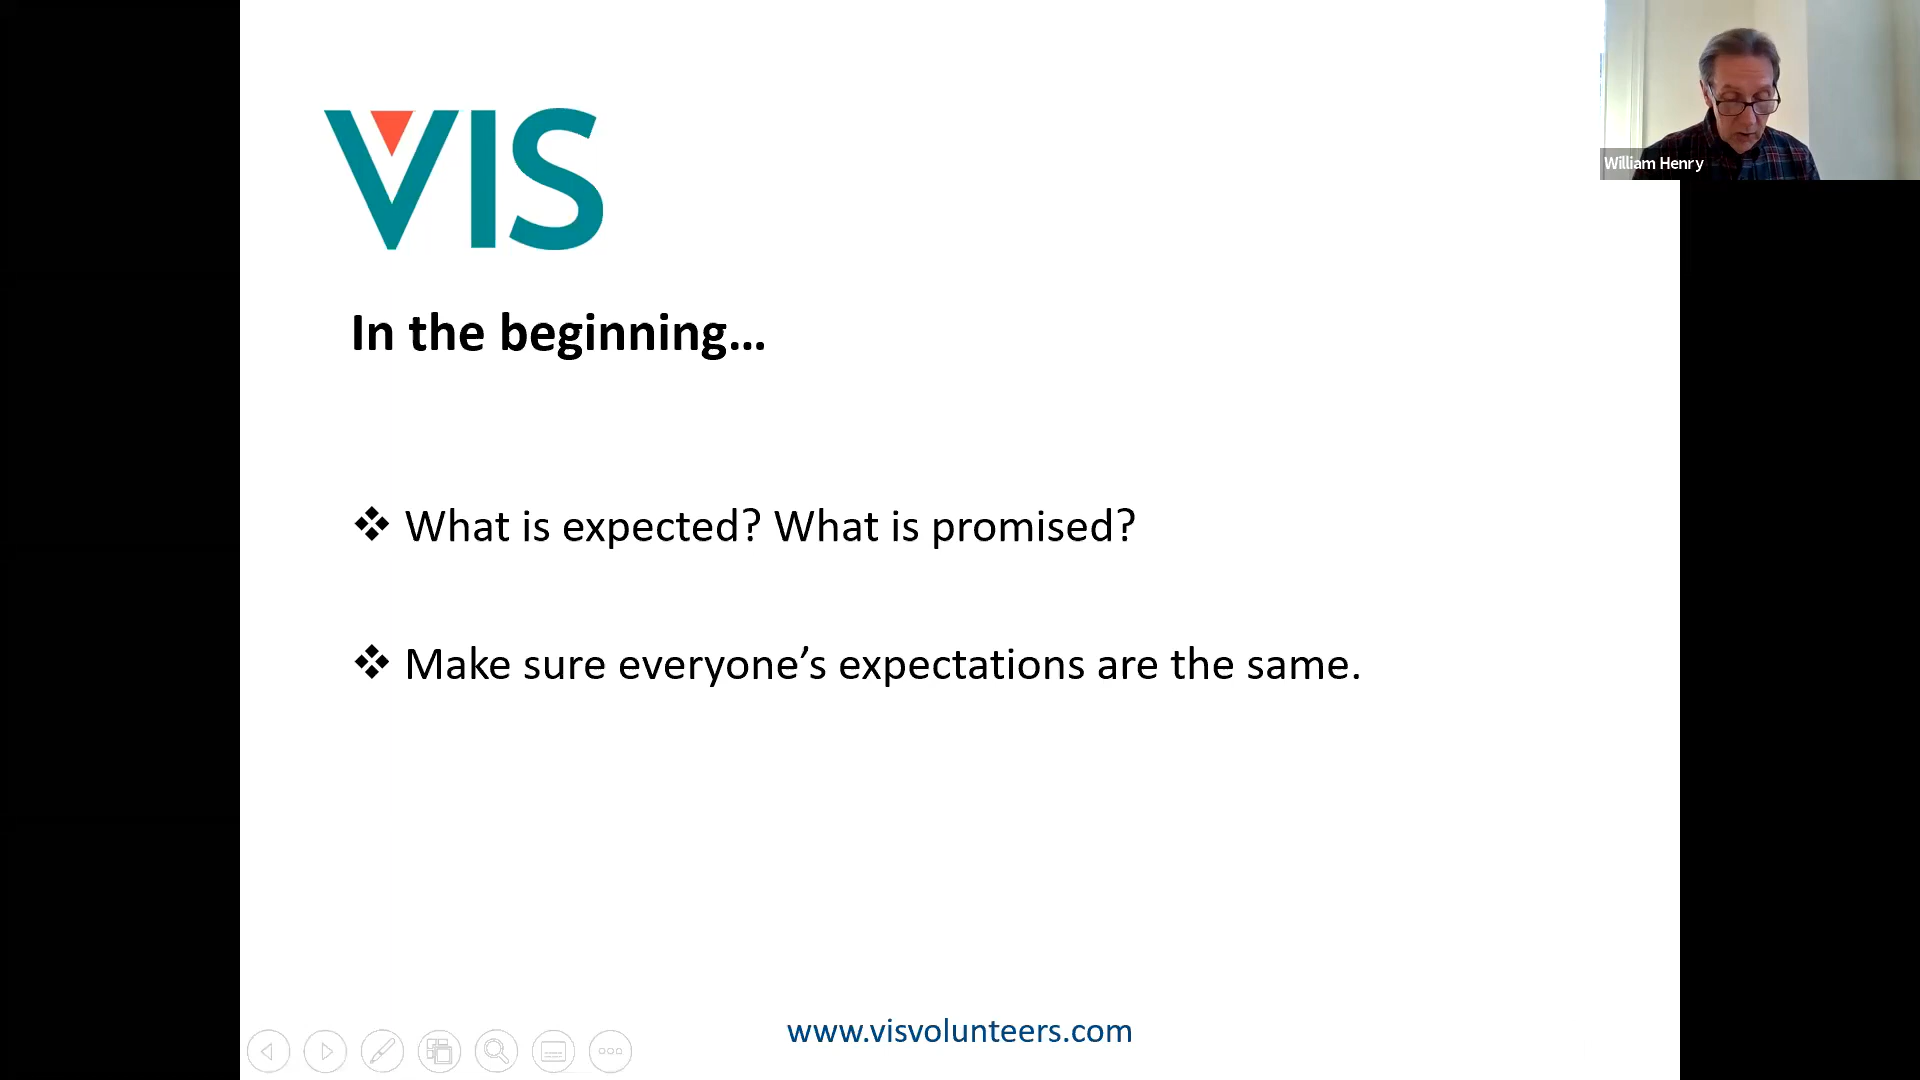 VIS
William Henry
In the beginning...
What is expected? What is promised?
Make sure everyone’s expectations are the same.
www.visvolunteers.com